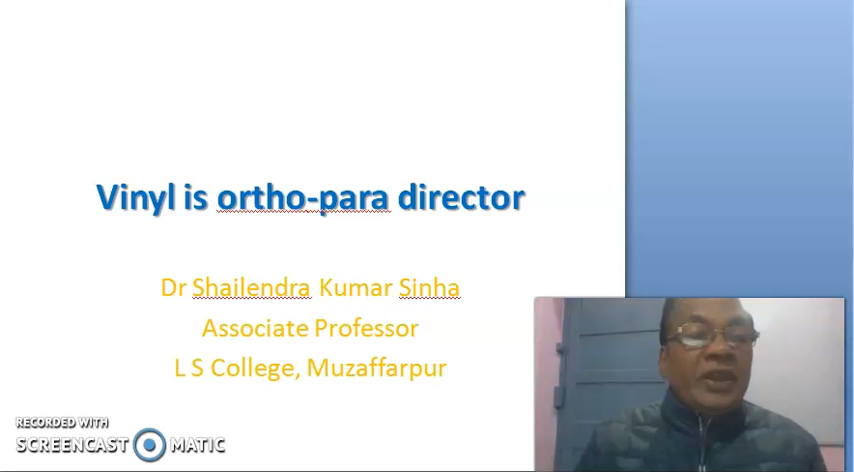 Vinyl is ortho-para director
Dr Shailendra Kumar Sinha
Associate Professor
L S College, Muzaffarpur
RECORDED WITH
SCREENCAST MATIC